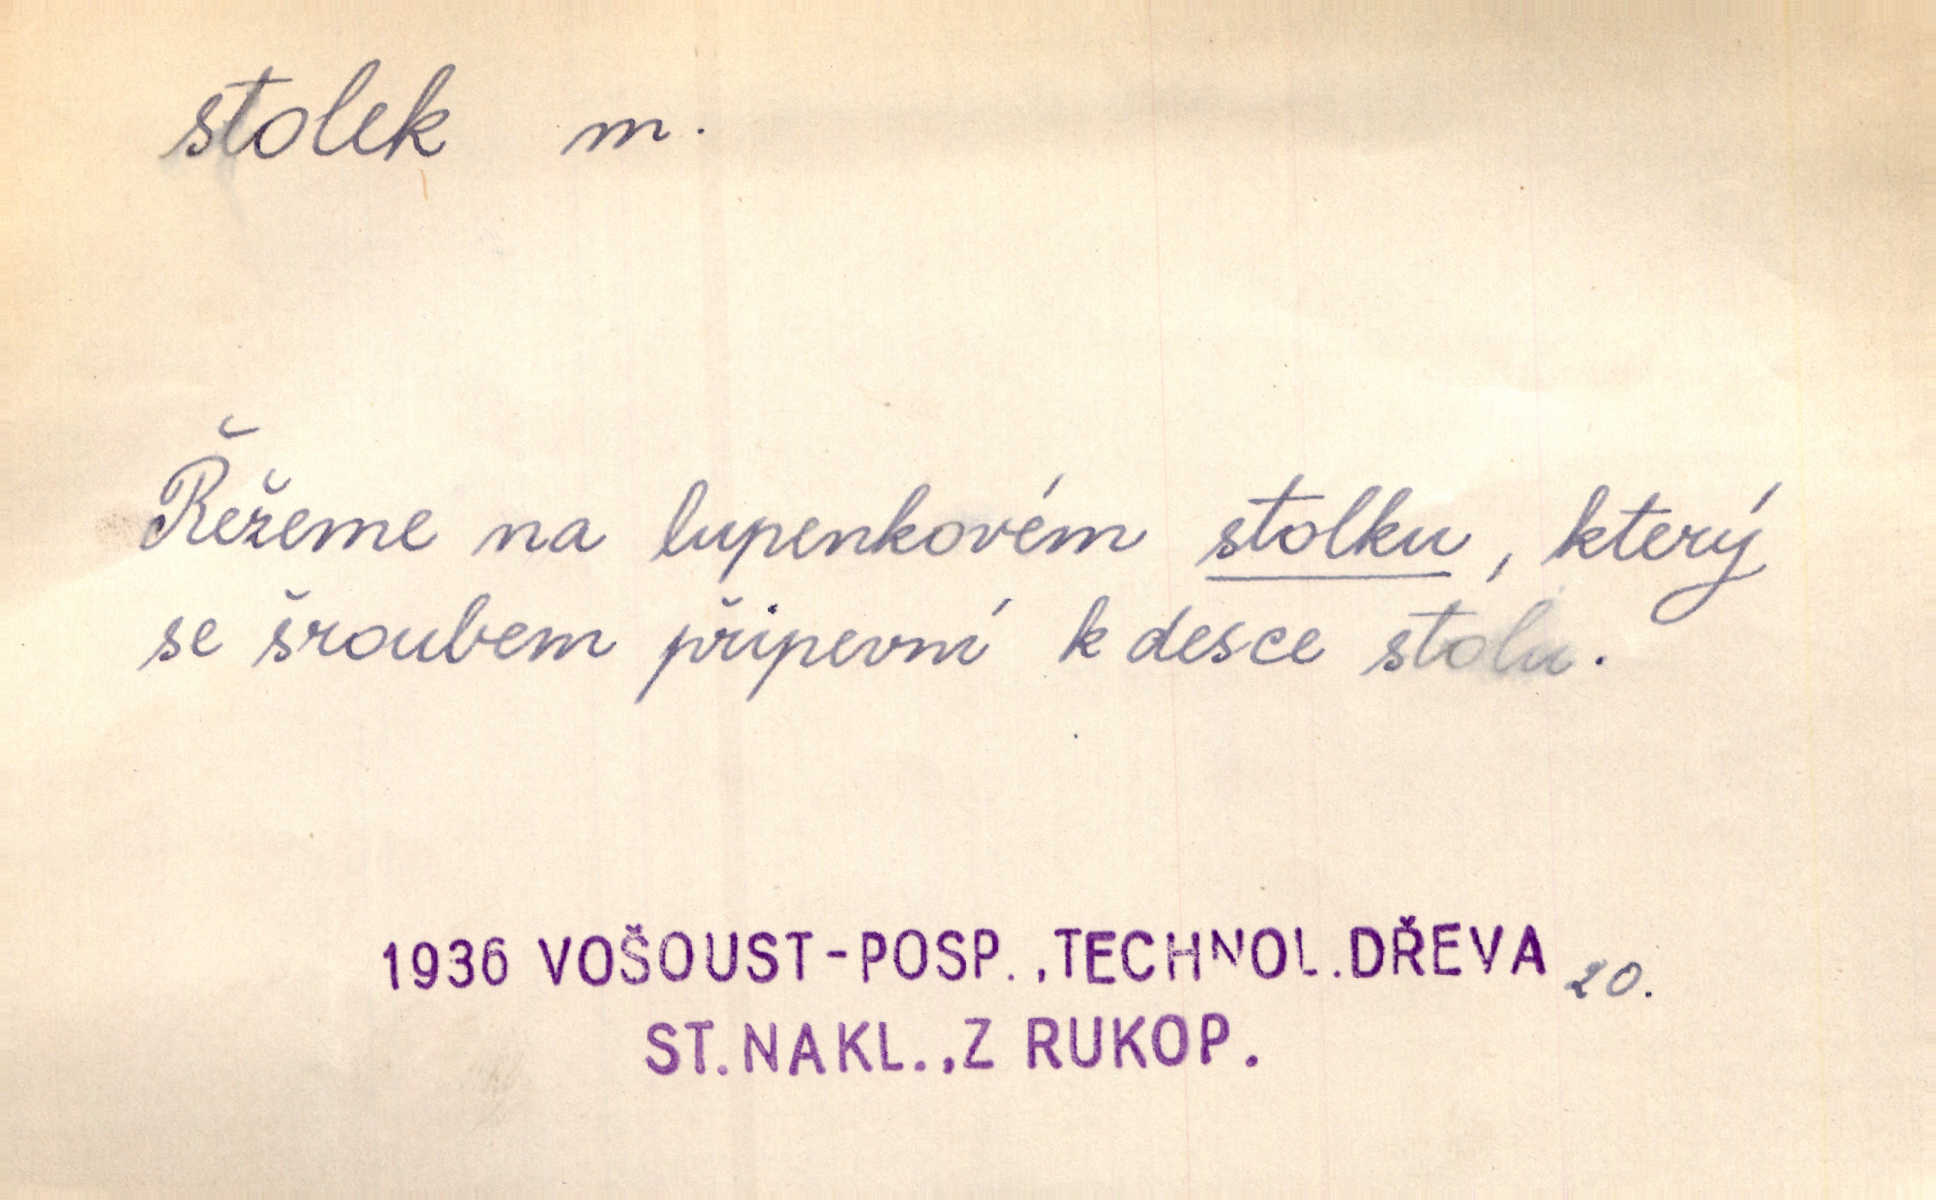 stolek m.
Řežeme na lupenkovém stolku, který
se šroubem připevní k desce stolu.
1936 VOŠOUST-POSP.,TECHNOL.DŘEVA 20.
ST.NAKL.,Z RUKOP.